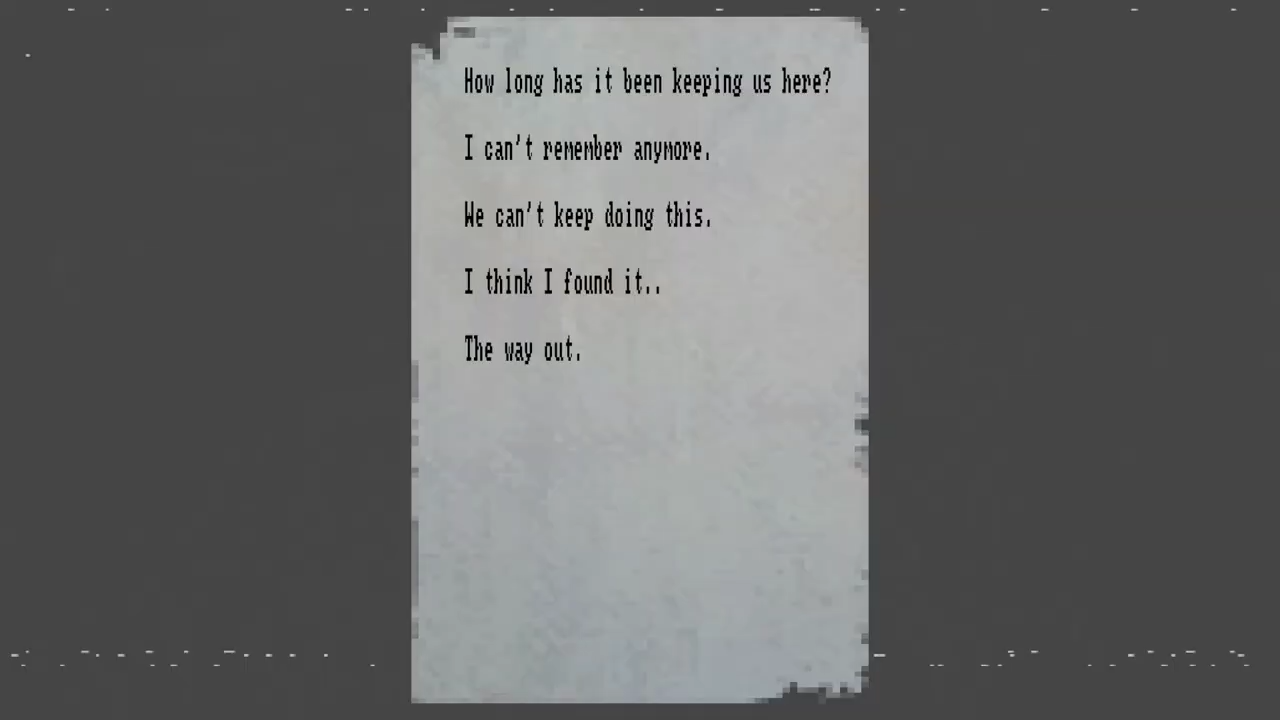 How long has it been keeping us here?
I can't remember anymore.
We can't keep doing this.
I think I found it..
The way out.